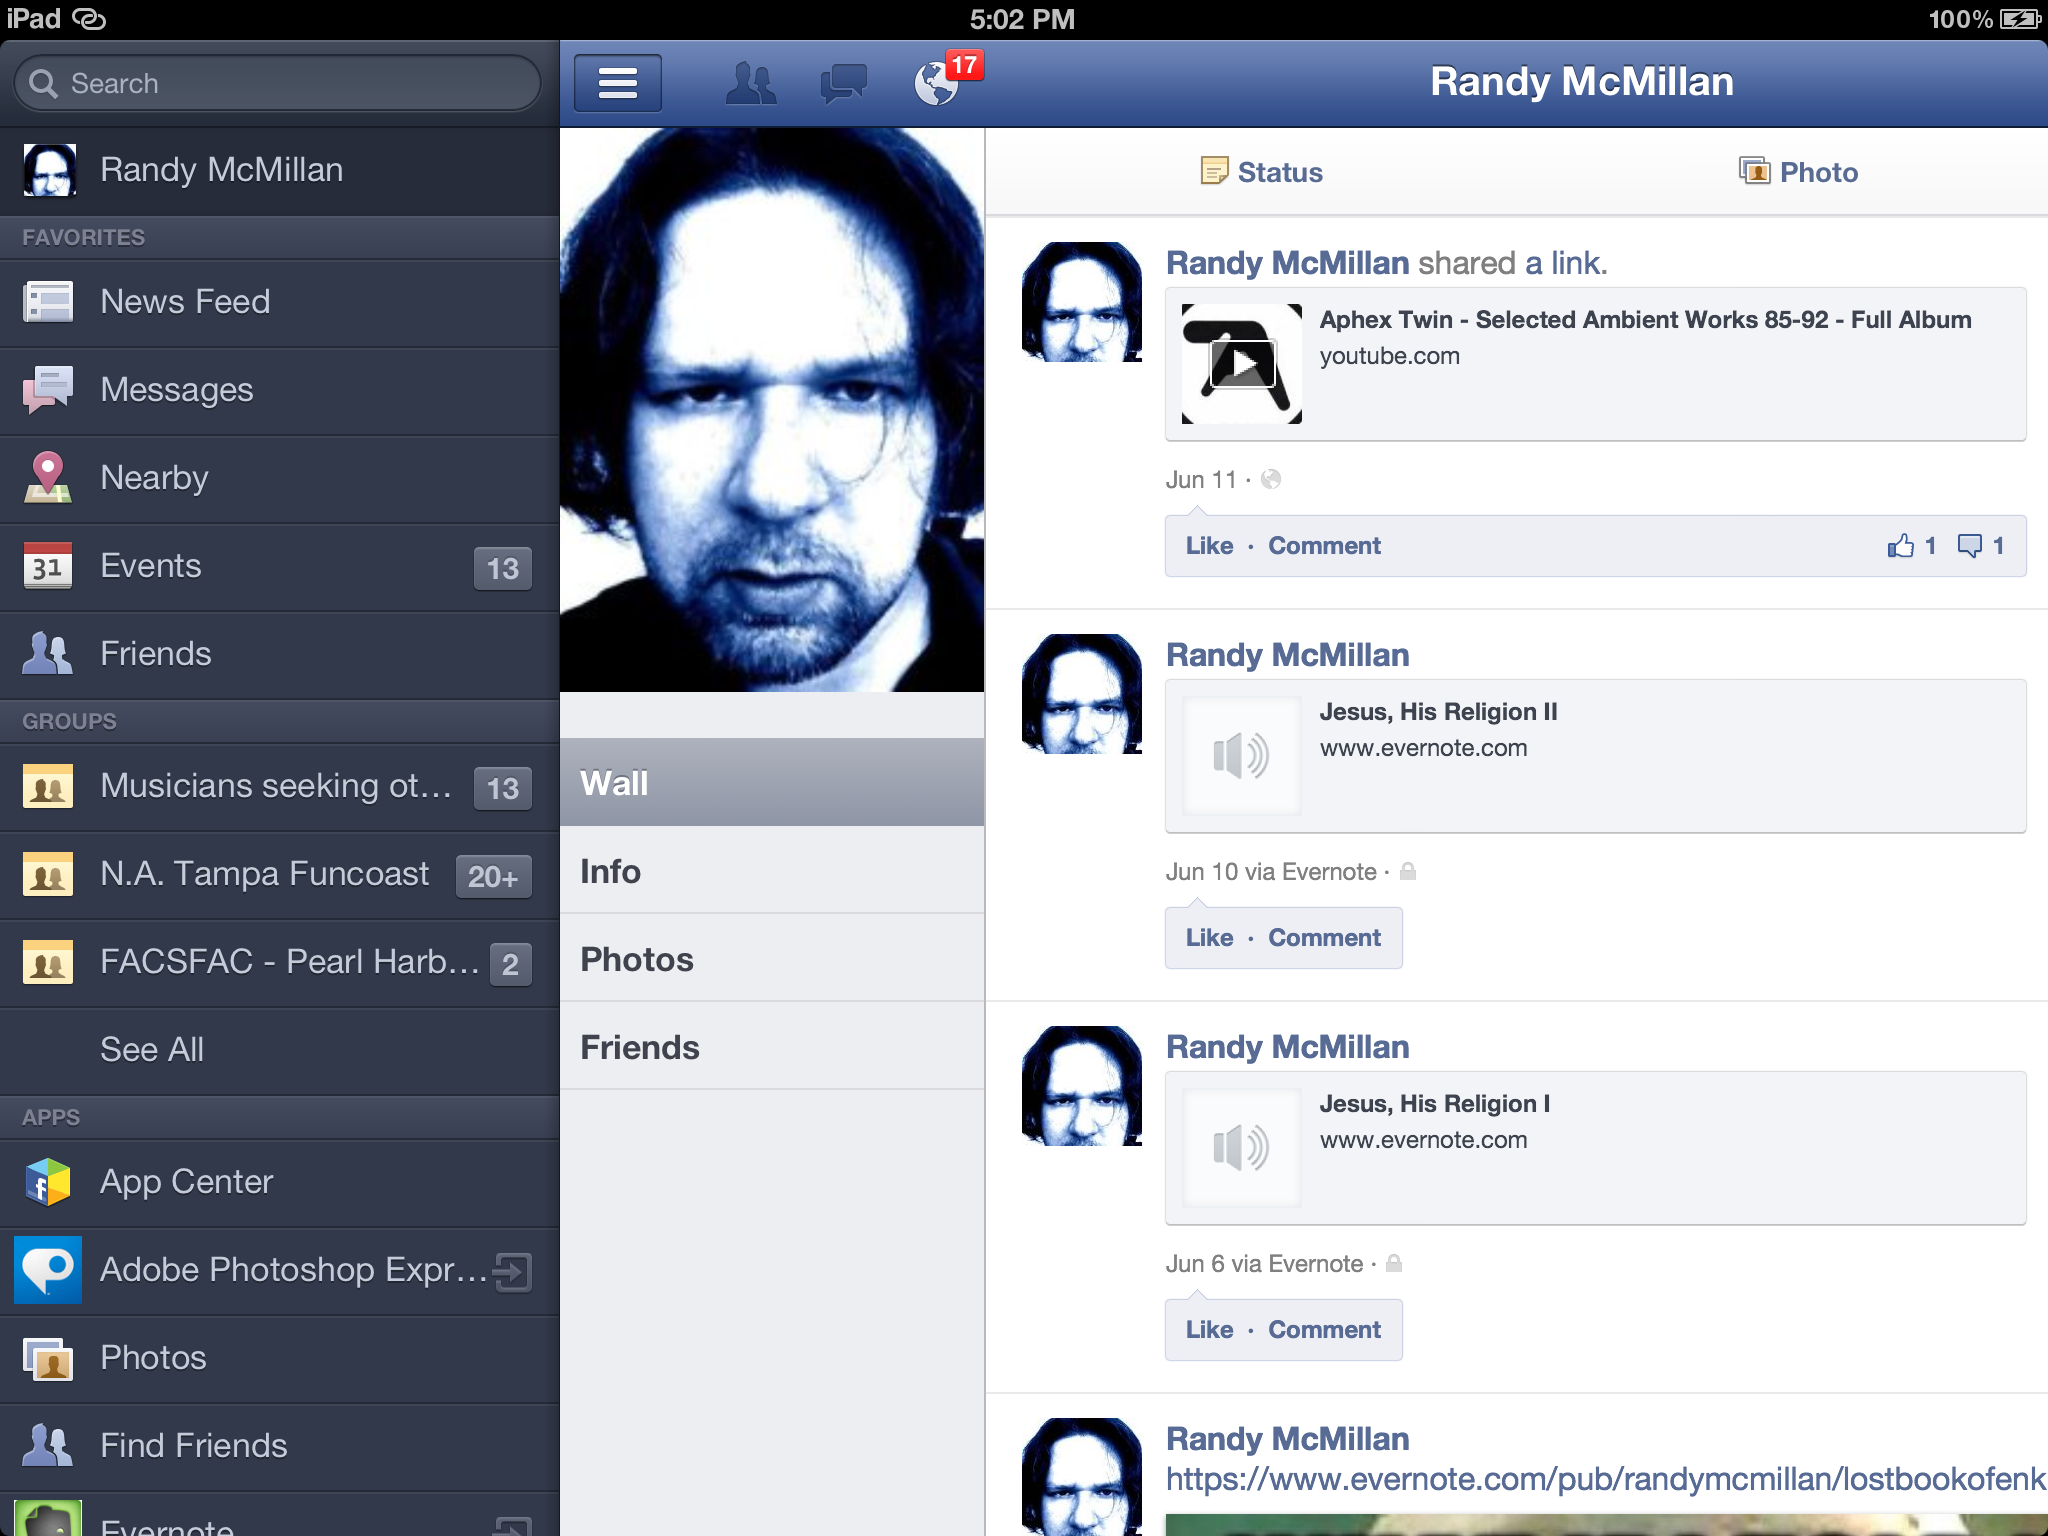 iPad
5:02 PM
100%
Search
Randy McMillan
FAVORITES
News Feed
Messages
Nearby
31
Events
13
Friends
GROUPS
Musicians seeking ot...
13
N.A. Tampa Funcoast
20+
FACSFAC - Pearl Harb...
2
See All
APPS
App Center
Adobe Photoshop Expr...
Photos
Find Friends
Evernote
17
Randy McMillan
Wall
Info
Photos
Friends
Status
Photo
Randy McMillan shared a link.
Aphex Twin - Selected Ambient Works 85-92 - Full Album
youtube.com
Jun 11 ·
Like · Comment
1 1
Randy McMillan
Jesus, His Religion II
www.evernote.com
Jun 10 via Evernote ·
Like · Comment
Randy McMillan
Jesus, His Religion I
www.evernote.com
Jun 6 via Evernote ·
Like · Comment
Randy McMillan
https://www.evernote.com/pub/randymcmillan/lostbookofenk